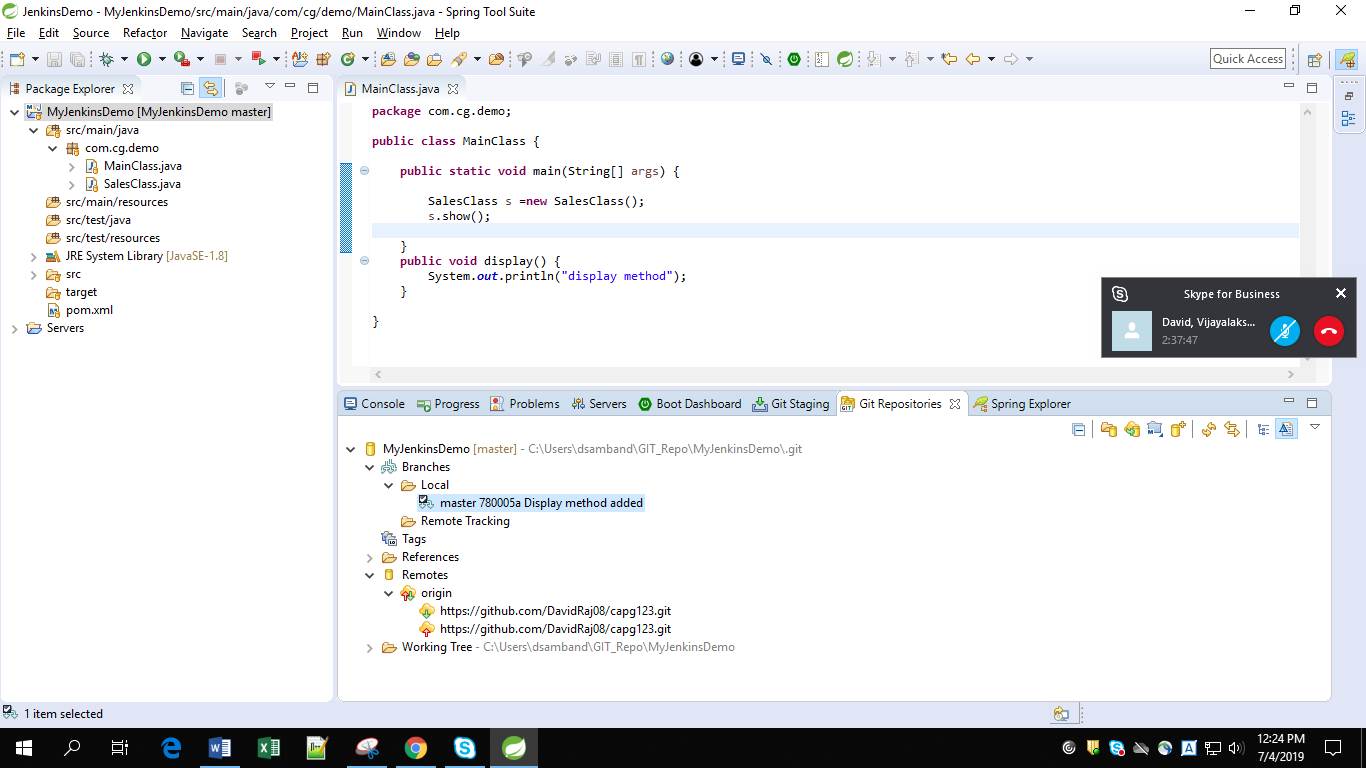 JenkinsDemo - MyJenkinsDemo/src/main/java/com/cg/demo/MainClass.java - Spring Tool Suite
File Edit Source Refactor Navigate Search Project Run Window Help
Quick Access
Package Explorer
MyJenkinsDemo [MyJenkinsDemo master]
src/main/java
com.cg.demo
MainClass.java
SalesClass.java
src/main/resources
src/test/java
src/test/resources
JRE System Library [JavaSE-1.8]
src
target
pom.xml
Servers
MainClass.java
package com.cg.demo;
public class MainClass {
public static void main(String[] args) {
SalesClass s =new SalesClass();
s.show();
}
public void display() {
System.out.println("display method");
}
}
Skype for Business
David, Vijayalaks...
2:37:47
Console Progress Problems Servers Boot Dashboard Git Staging Git Repositories Spring Explorer
MyJenkinsDemo [master] - C:\Users\dsamband\GIT_Repo\MyJenkinsDemo\.git
Branches
Local
master 780005a Display method added
Remote Tracking
Tags
References
Remotes
origin
https://github.com/DavidRaj08/capg123.git
https://github.com/DavidRaj08/capg123.git
Working Tree - C:\Users\dsamband\GIT_Repo\MyJenkinsDemo
1 item selected
12:24 PM
7/4/2019